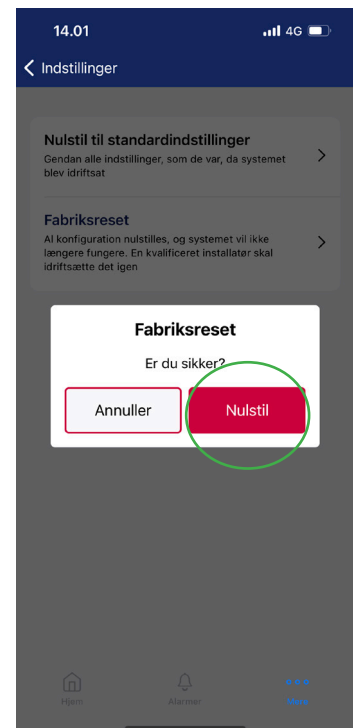 14.01 4G
Indstillinger
Nulstil til standardindstillinger
Gendan alle indstillinger, som de var, da systemet
blev idriftsat
Fabriksreset
Al konfiguration nulstilles, og systemet vil ikke
længere fungere. En kvalificeret installatør skal
idriftsætte det igen
Fabriksreset
Er du sikker?
Annuller Nulstil
Hjem Alarmer